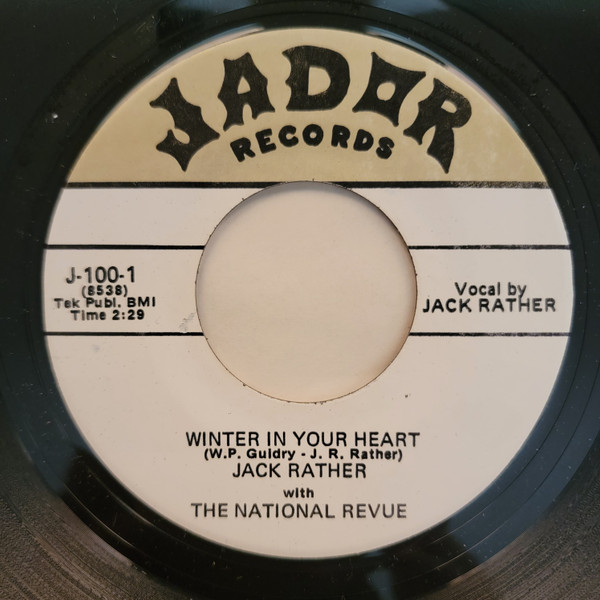 JADOR
RECORDS
J-100-1
(8538)
Tek Publ. BMI
Time 2:29
Vocal by
JACK RATHER
WINTER IN YOUR HEART
(W.P. Guidry - J. R. Rather)
JACK RATHER
with
THE NATIONAL REVUE